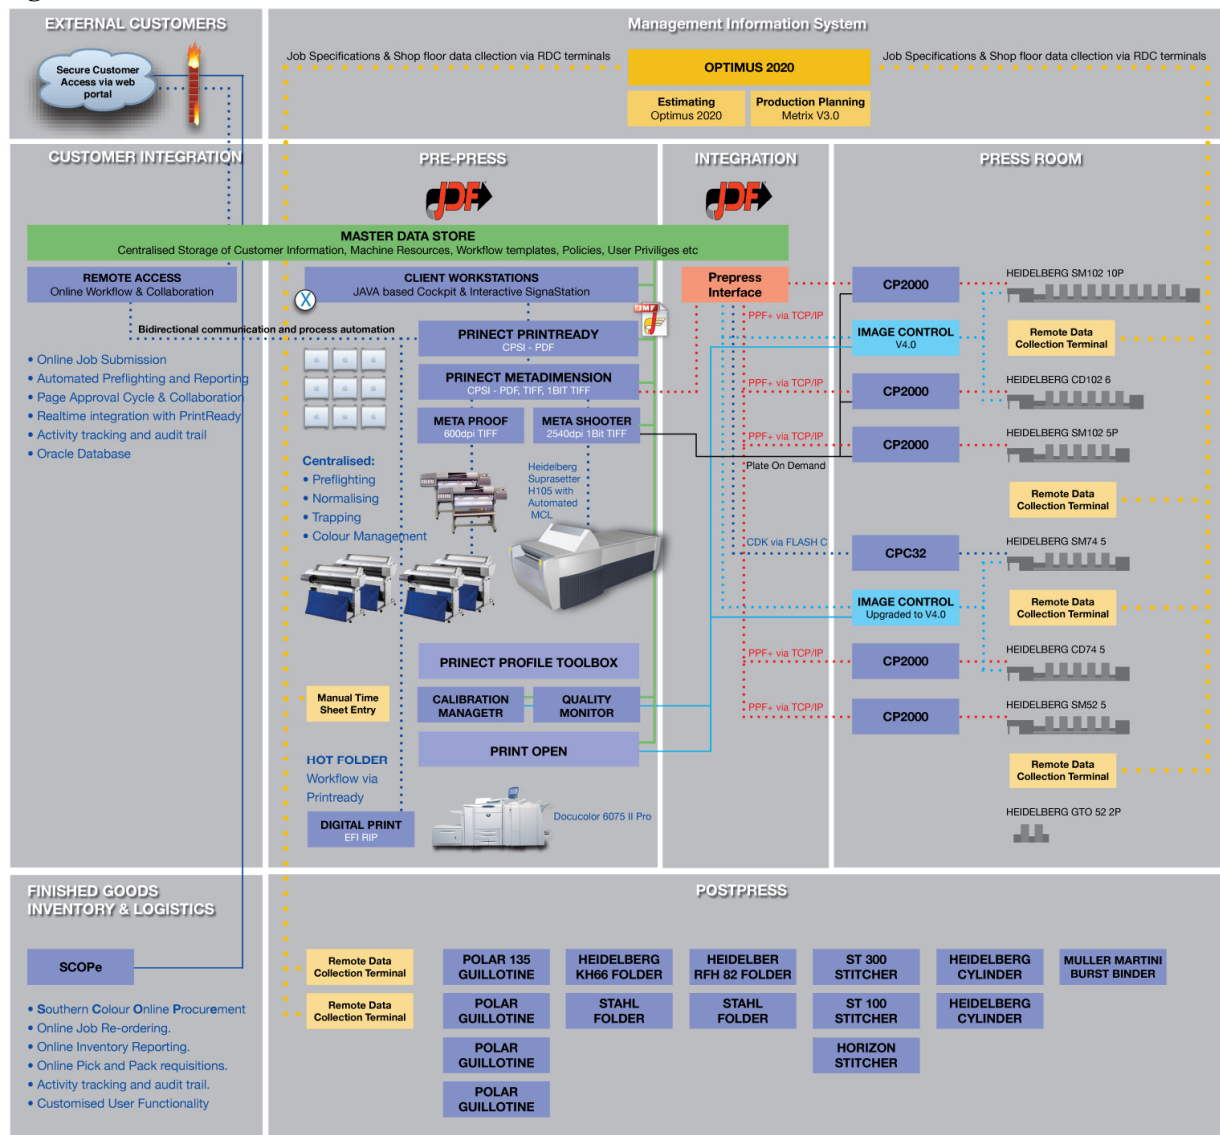 EXTERNAL CUSTOMERS
Secure Customer
Access via web
portal
Management Information System
Job Specifications & Shop floor data cllection via RDC terminals
OPTIMUS 2020
Job Specifications & Shop floor data cllection via RDC terminals
Estimating
Optimus 2020
Production Planning
Metrix V3.0
CUSTOMER INTEGRATION
PRE-PRESS
INTEGRATION
PRESS ROOM
JDF
JDF
MASTER DATA STORE
Centralised Storage of Customer Information, Machine Resources, Workflow templates, Policies, User Priviliges etc
REMOTE ACCESS
Online Workflow & Collaboration
Bidirectional communication and process automation
• Online Job Submission
• Automated Preflighting and Reporting
• Page Approval Cycle & Collaboration
• Realtime integration with PrintReady
• Activity tracking and audit trail
• Oracle Database
CLIENT WORKSTATIONS
JAVA based Cockpit & Interactive SignaStation
X
JMF
PRINECT PRINTREADY
CPSI - PDF
PRINECT METADIMENSION
CPSI - PDF, TIFF, 1BIT TIFF
META PROOF
600dpi TIFF
META SHOOTER
2540dpi 1Bit TIFF
Centralised:
• Preflighting
• Normalising
• Trapping
• Colour Management
Heidelberg
Suprasetter
H105 with
Automated
MCL
PRINECT PROFILE TOOLBOX
Manual Time
Sheet Entry
CALIBRATION
MANAGETR
QUALITY
MONITOR
PRINT OPEN
HOT FOLDER
Workflow via
Printready
DIGITAL PRINT
EFI RIP
Docucolor 6075 II Pro
Prepress
Interface
PPF+ via TCP/IP
PPF+ via TCP/IP
PPF+ via TCP/IP
Plate On Demand
CDK via FLASH C
PPF+ via TCP/IP
PPF+ via TCP/IP
CP2000
HEIDELBERG SM102 10P
IMAGE CONTROL
V4.0
Remote Data
Collection Terminal
CP2000
HEIDELBERG CD102 6
CP2000
HEIDELBERG SM102 5P
Remote Data
Collection Terminal
CPC32
HEIDELBERG SM74 5
IMAGE CONTROL
Upgraded to V4.0
Remote Data
Collection Terminal
CP2000
HEIDELBERG CD74 5
CP2000
HEIDELBERG SM52 5
Remote Data
Collection Terminal
HEIDELBERG GTO 52 2P
FINISHED GOODS
INVENTORY & LOGISTICS
SCOPe
• Southern Colour Online Procurement
• Online Job Re-ordering.
• Online Inventory Reporting.
• Online Pick and Pack requisitions.
• Activity tracking and audit trail.
• Customised User Functionality
POSTPRESS
Remote Data
Collection Terminal
POLAR 135
GUILLOTINE
HEIDELBERG
KH66 FOLDER
HEIDELBER
RFH 82 FOLDER
ST 300
STITCHER
HEIDELBERG
CYLINDER
MULLER MARTINI
BURST BINDER
Remote Data
Collection Terminal
POLAR
GUILLOTINE
STAHL
FOLDER
STAHL
FOLDER
ST 100
STITCHER
HEIDELBERG
CYLINDER
POLAR
GUILLOTINE
HORIZON
STITCHER
POLAR
GUILLOTINE